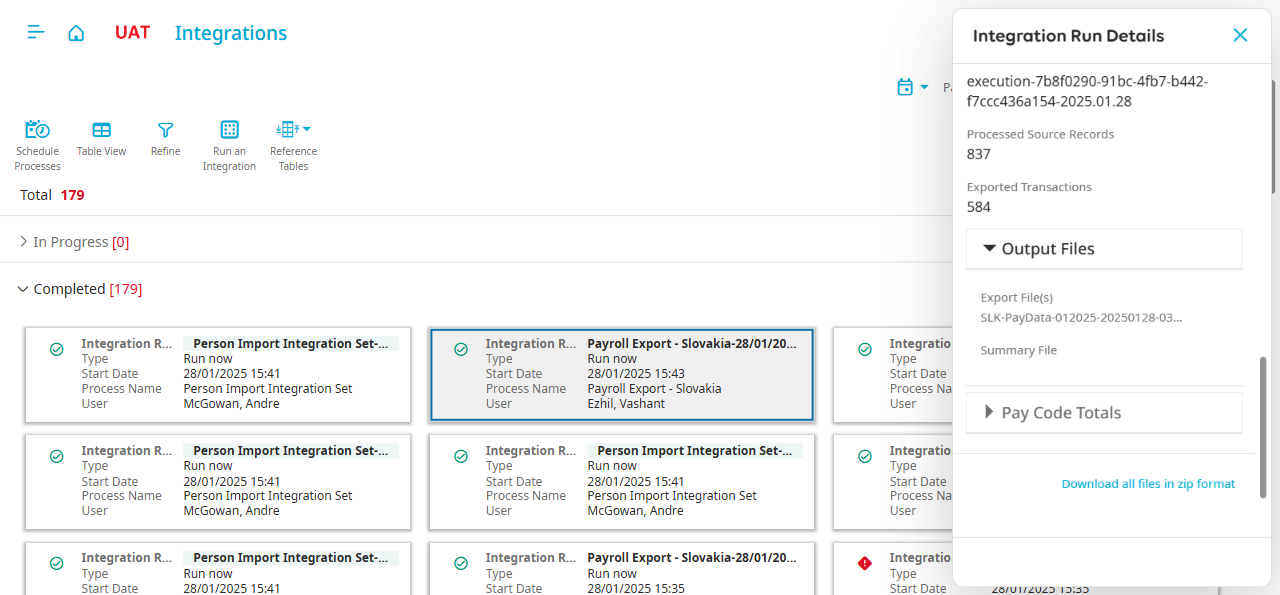 UAT Integrations
Schedule Processes
Table View
Refine
Run an Integration
Reference Tables
Total 179
In Progress [0]
Completed [179]
Integration R... Person Import Integration Set-...
Type Run now
Start Date 28/01/2025 15:41
Process Name Person Import Integration Set
User McGowan, Andre
Integration R... Payroll Export - Slovakia-28/01/20...
Type Run now
Start Date 28/01/2025 15:43
Process Name Payroll Export - Slovakia
User Ezhil, Vashant
Integratio
Type
Start Date
Process Na
User
Integration R... Person Import Integration Set-...
Type Run now
Start Date 28/01/2025 15:41
Process Name Person Import Integration Set
User McGowan, Andre
Integration R... Person Import Integration Set-...
Type Run now
Start Date 28/01/2025 15:41
Process Name Person Import Integration Set
User McGowan, Andre
Integratio
Type
Start Date
Process Na
User
Integration R... Person Import Integration Set-...
Type Run now
Start Date 28/01/2025 15:41
Integration R... Payroll Export - Slovakia-28/01/20...
Type Run now
Start Date 28/01/2025 15:35
Integratio
Type
Start Date 28/01/2025 15:35
Integration Run Details
execution-7b8f0290-91bc-4fb7-b442-
f7ccc436a154-2025.01.28
Processed Source Records
837
Exported Transactions
584
Output Files
Export File(s)
SLK-PayData-012025-20250128-03...
Summary File
Pay Code Totals
Download all files in zip format